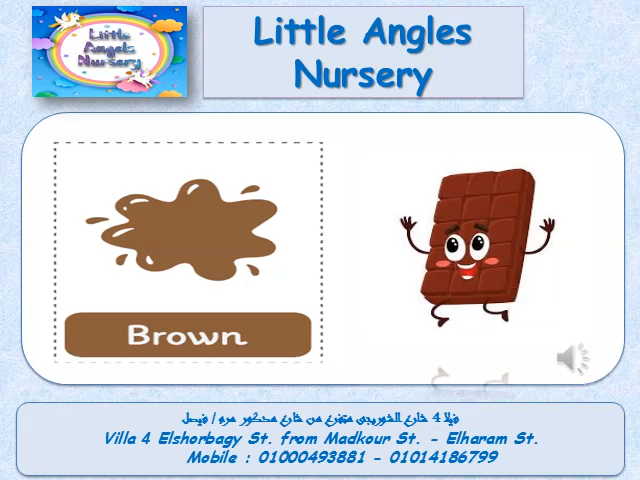 Little
Angels
Nursery
Little Angles
Nursery
Brown
فيلا 4 شارع الشوربجى متفرع من شارع مدكور هرم / فيصل
Villa 4 Elshorbagy St. from Madkour St. - Elharam St.
Mobile : 01000493881 - 01014186799